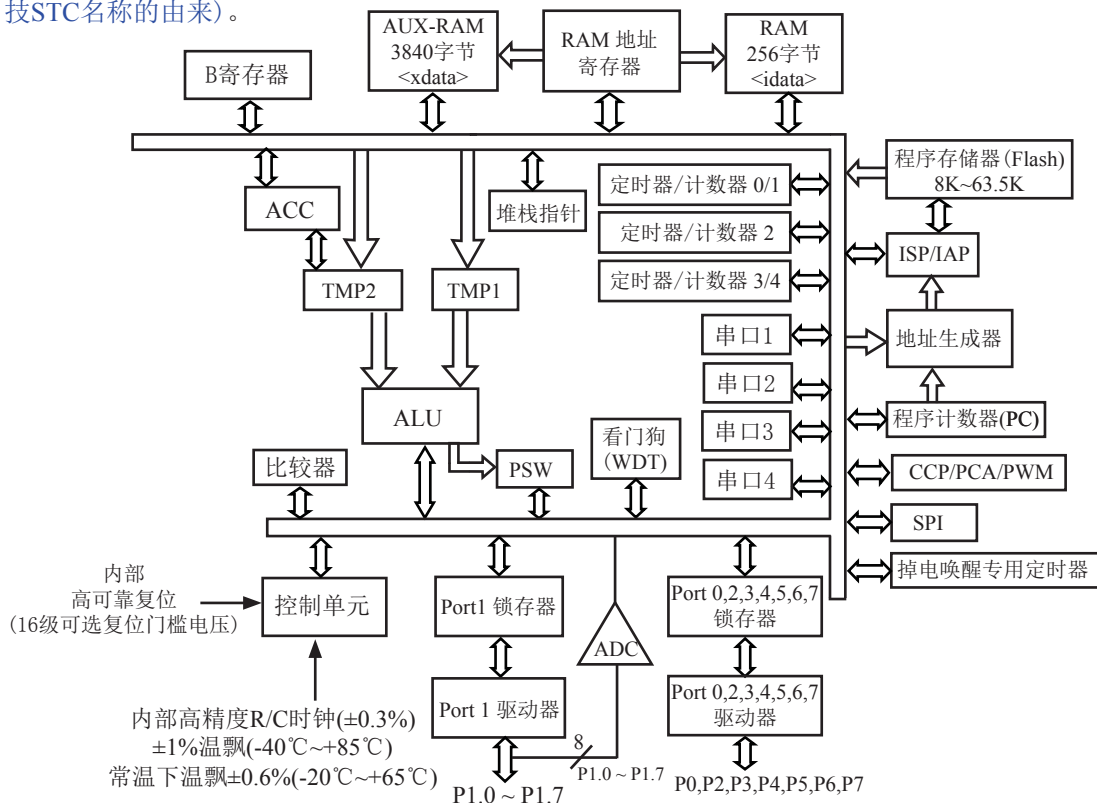 技STC名称的由来)。
AUX-RAM
3840字节
<xdata>
RAM 地址
寄存器
RAM
256字节
<idata>
B寄存器
程序存储器(Flash)
8K~63.5K
定时器/计数器 0/1
ACC
堆栈指针
定时器/计数器 2
ISP/IAP
TMP2
TMP1
定时器/计数器 3/4
串口1
地址生成器
串口2
ALU
串口3
程序计数器(PC)
看门狗
(WDT)
比较器
PSW
串口4
CCP/PCA/PWM
SPI
掉电唤醒专用定时器
内部
高可靠复位
(16级可选复位门槛电压)
控制单元
Port1 锁存器
ADC
Port 0,2,3,4,5,6,7
锁存器
Port 1 驱动器
Port 0,2,3,4,5,6,7
驱动器
内部高精度R/C时钟(±0.3%)
±1%温飘(-40℃~+85℃)
常温下温飘±0.6%(-20℃~+65℃)
8
P1.0 ~ P1.7
P1.0 ~ P1.7
P0,P2,P3,P4,P5,P6,P7